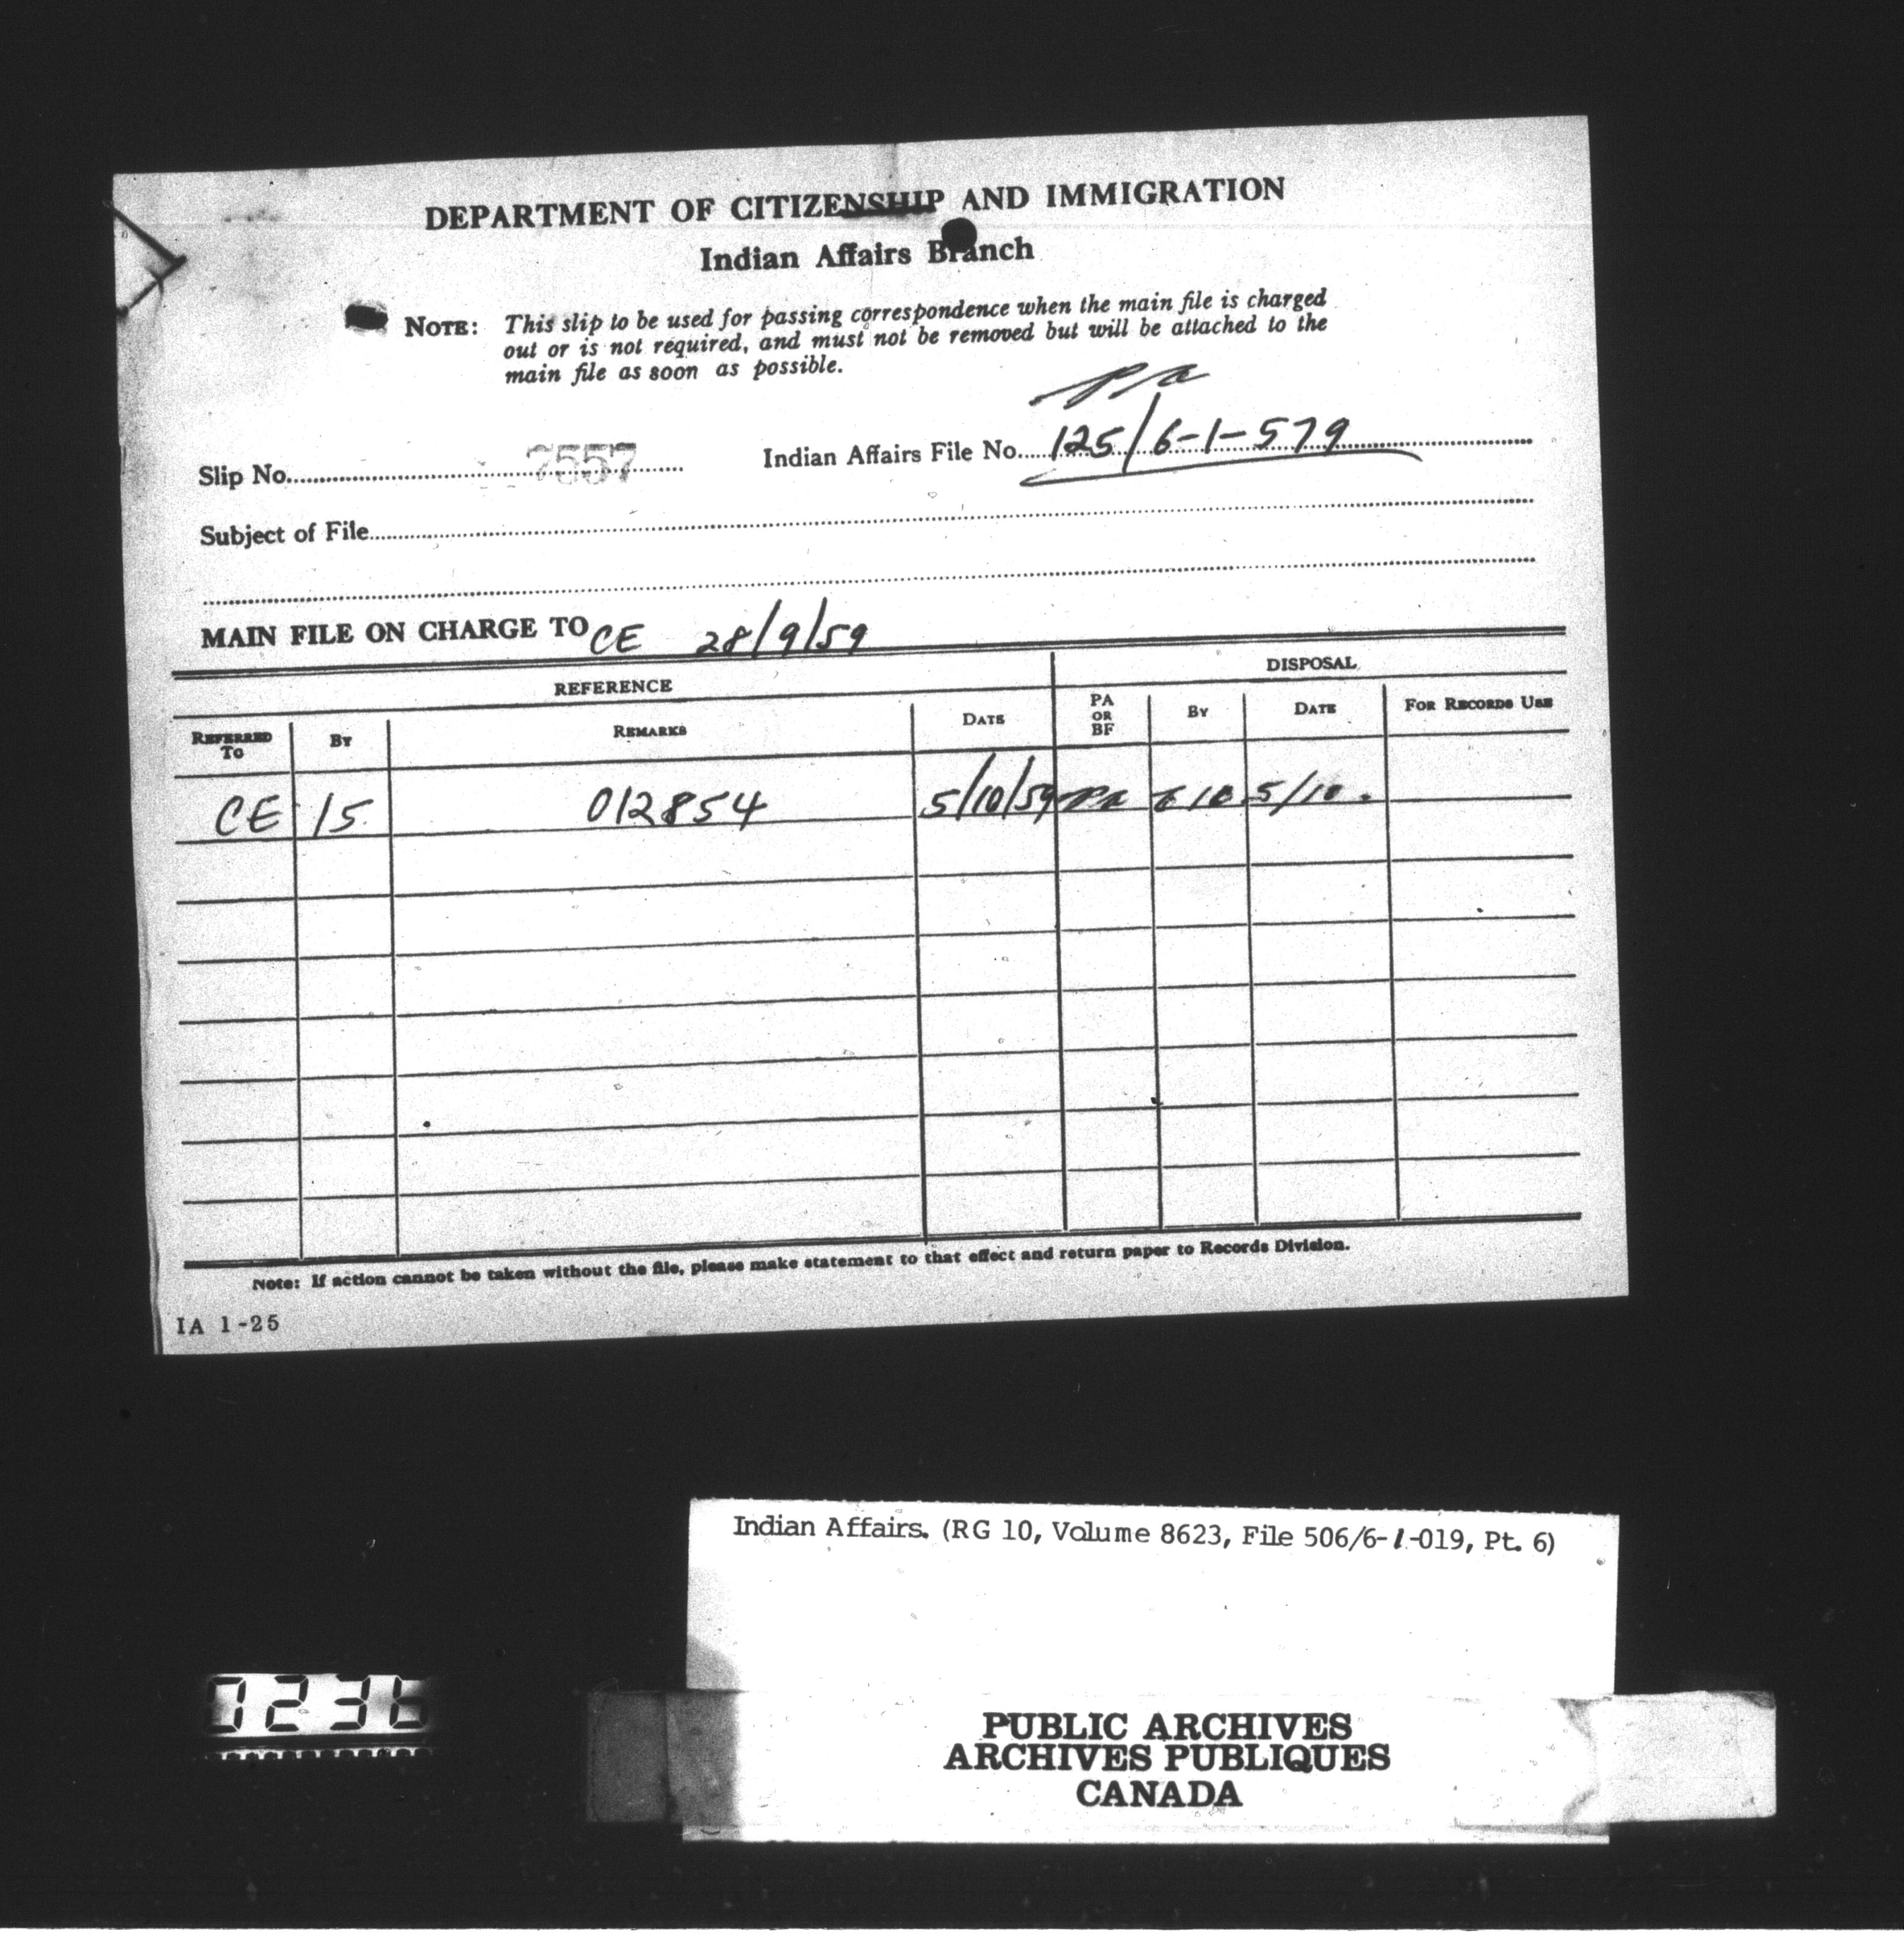 DEPARTMENT OF CITIZENSHIP AND IMMIGRATION
Indian Affairs Branch
NOTE: This slip to be used for passing correspondence when the main file is charged
out or is not required, and must not be removed but will be attached to the
main file as soon as possible.
pa
Slip No. 7557 Indian Affairs File No. 125/6-1-579
Subject of File
MAIN FILE ON CHARGE TO CE 28/9/59
REFERENCE DISPOSAL
REFERRED TO BY REMARKS DATE PA OR BF BY DATE FOR RECORDS USE
CE 15 012854 5/10/59 Pa 5/10.
Note: If action cannot be taken without the file, please make statement to that effect and return paper to Records Division.
IA 1-25
Indian Affairs. (RG 10, Volume 8623, File 506/6-1-019, Pt. 6)
PUBLIC ARCHIVES
ARCHIVES PUBLIQUES
CANADA